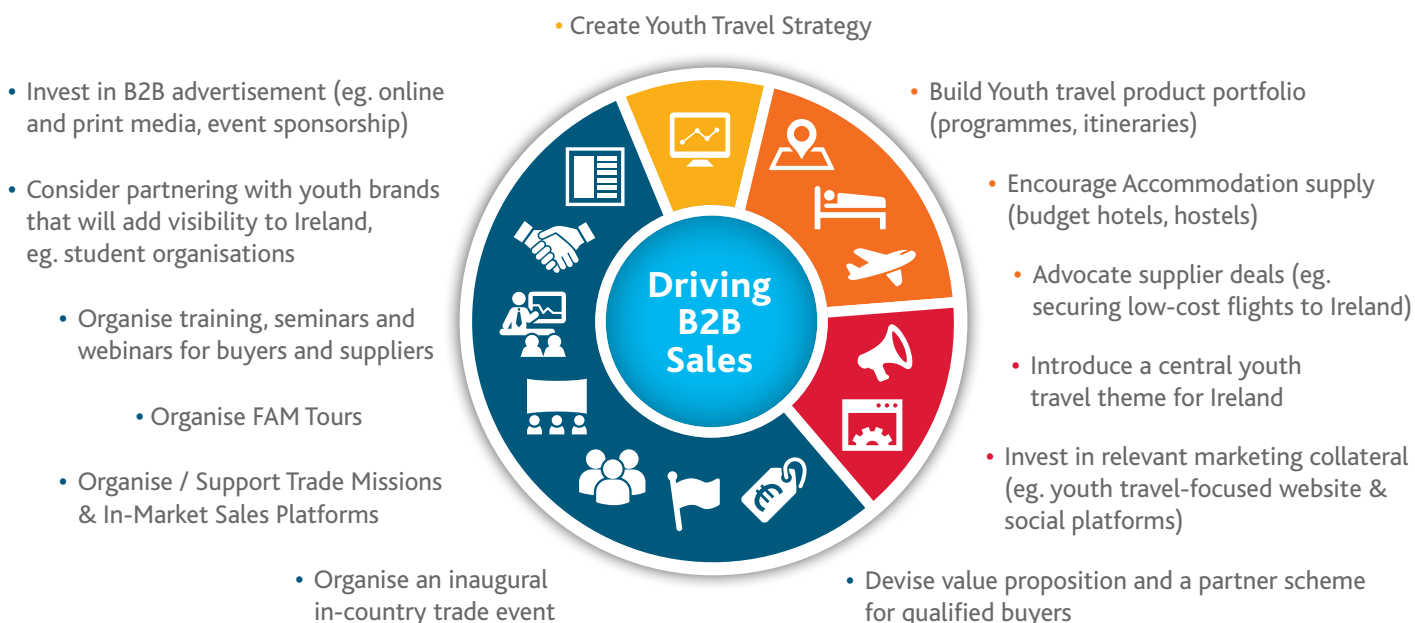 • Create Youth Travel Strategy
• Invest in B2B advertisement (eg. online
and print media, event sponsorship)
• Consider partnering with youth brands
that will add visibility to Ireland,
eg. student organisations
• Organise training, seminars and
webinars for buyers and suppliers
• Organise FAM Tours
• Organise / Support Trade Missions
& In-Market Sales Platforms
• Organise an inaugural
in-country trade event
Driving
B2B
Sales
• Build Youth travel product portfolio
(programmes, itineraries)
• Encourage Accommodation supply
(budget hotels, hostels)
• Advocate supplier deals (eg.
securing low-cost flights to Ireland)
• Introduce a central youth
travel theme for Ireland
• Invest in relevant marketing collateral
(eg. youth travel-focused website &
social platforms)
• Devise value proposition and a partner scheme
for qualified buyers